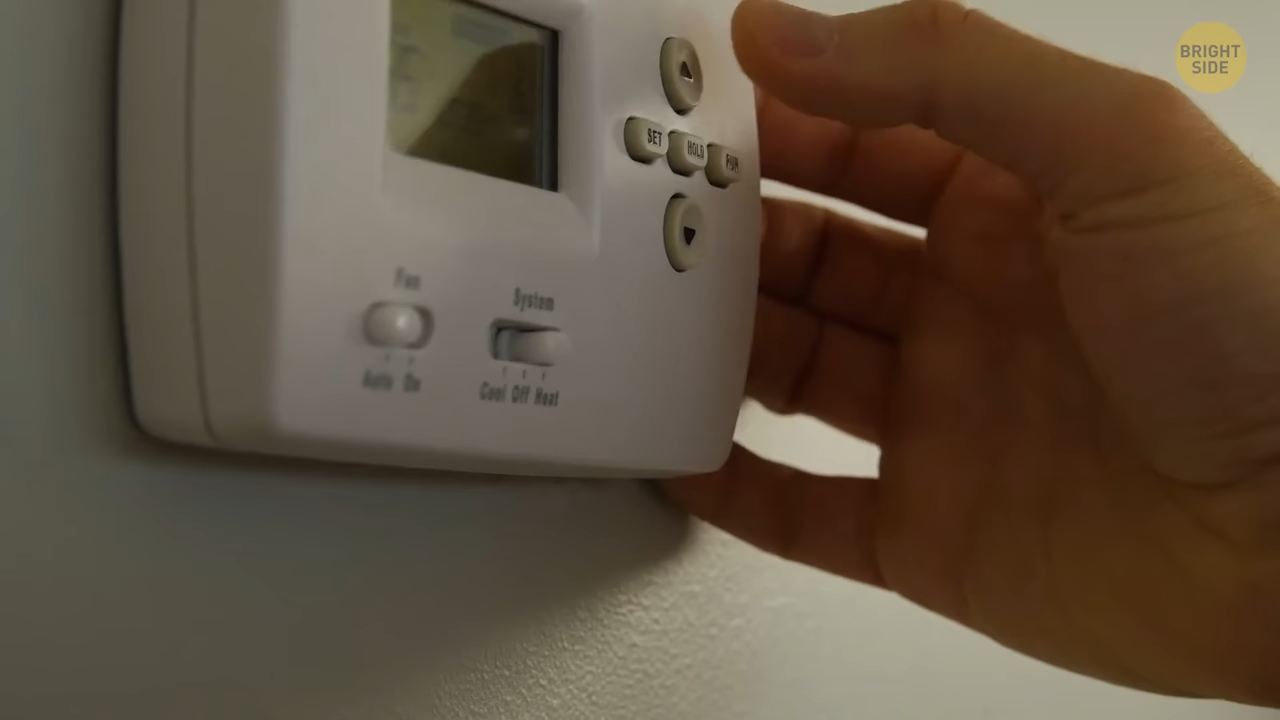 BRIGHT
SIDE
SET HOLD RUN
Fan
System
Auto On
Cool Off Heat